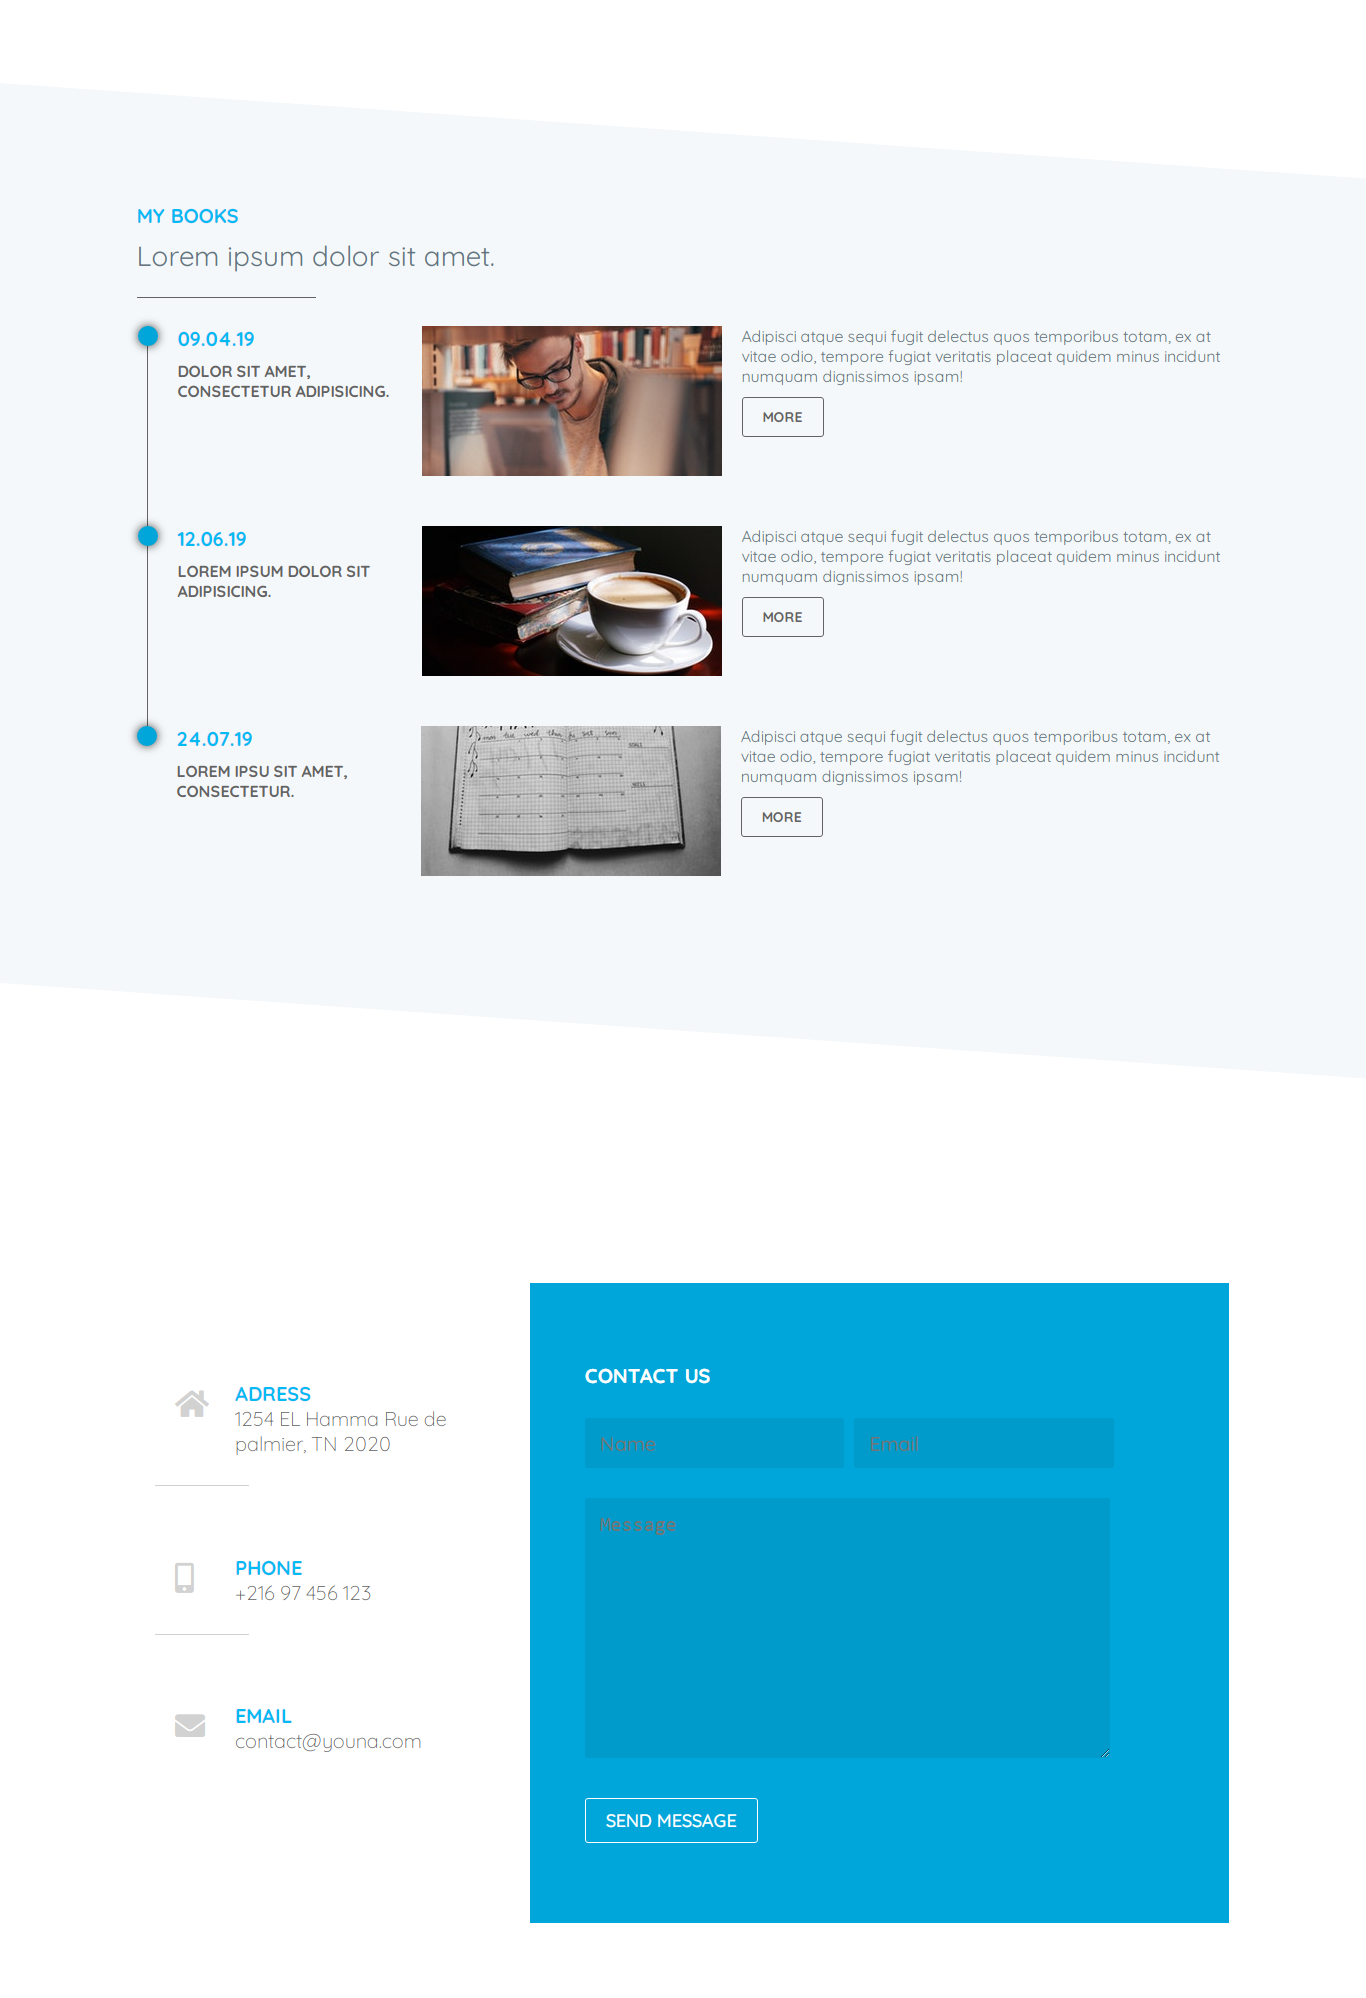 MY BOOKS
Lorem ipsum dolor sit amet.
09.04.19
DOLOR SIT AMET,
CONSECTETUR ADIPISICING.
Adipisci atque sequi fugit delectus quos temporibus totam, ex at
vitae odio, tempore fugiat veritatis placeat quidem minus incidunt
numquam dignissimos ipsam!
MORE
12.06.19
LOREM IPSUM DOLOR SIT
ADIPISICING.
Adipisci atque sequi fugit delectus quos temporibus totam, ex at
vitae odio, tempore fugiat veritatis placeat quidem minus incidunt
numquam dignissimos ipsam!
MORE
24.07.19
LOREM IPSU SIT AMET,
CONSECTETUR.
Adipisci atque sequi fugit delectus quos temporibus totam, ex at
vitae odio, tempore fugiat veritatis placeat quidem minus incidunt
numquam dignissimos ipsam!
MORE
ADRESS
1254 EL Hamma Rue de
palmier, TN 2020
PHONE
+216 97 456 123
EMAIL
contact@youna.com
CONTACT US
Name
Email
Message
SEND MESSAGE